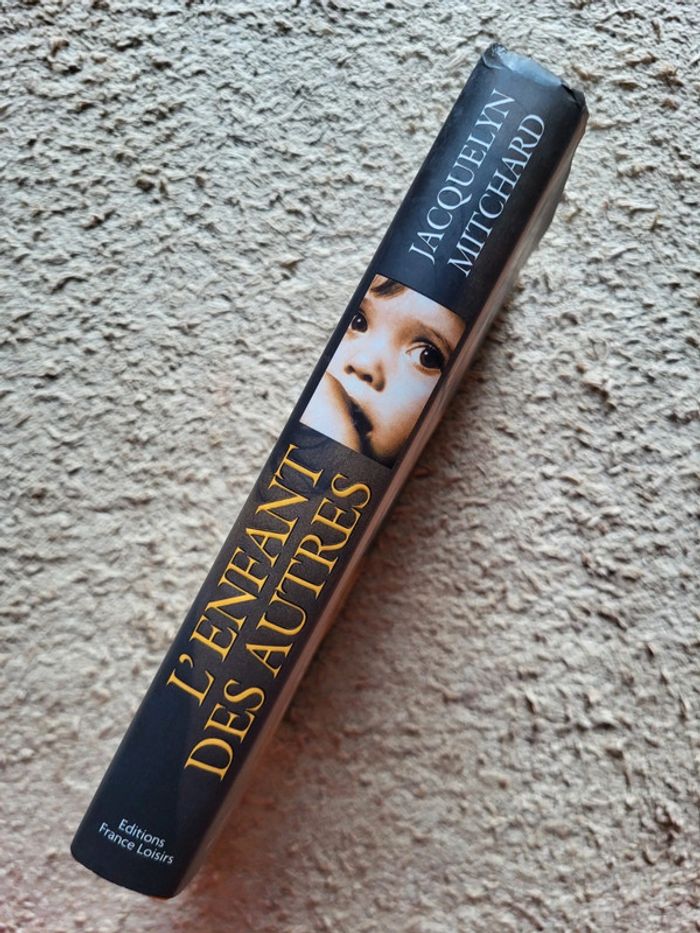 JACQUELYN
MITCHARD
L'ENFANT
DES AUTRES
Editions
France Loisirs